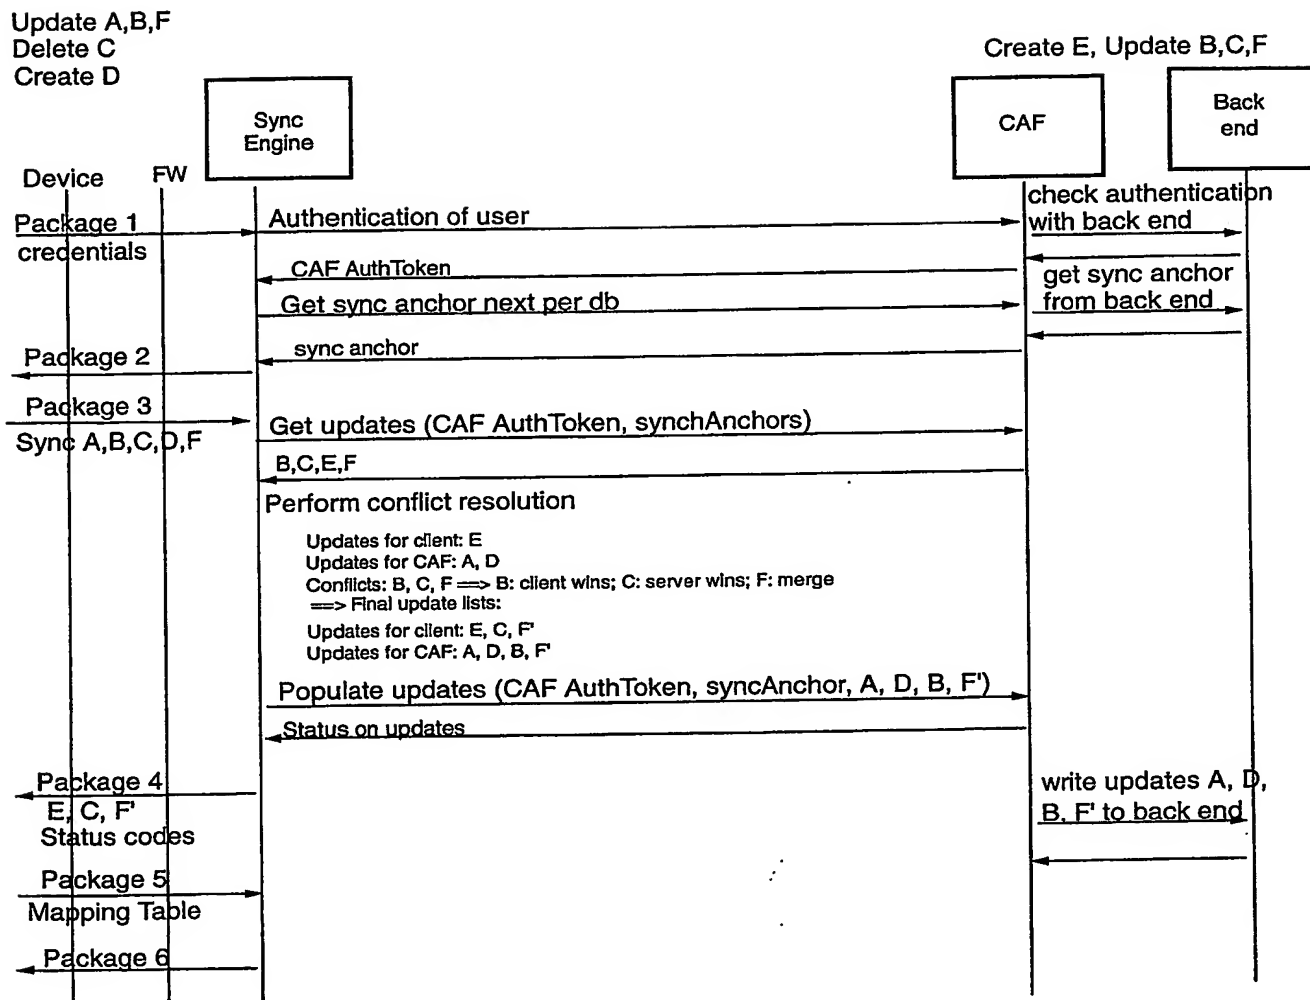 Update A,B,F
Delete C
Create D
Create E, Update B,C,F
Sync
Engine
CAF
Back
end
Device
FW
Package 1
credentials
Authentication of user
check authentication
with back end
CAF AuthToken
get sync anchor
from back end
Get sync anchor next per db
sync anchor
Package 2
Package 3
Sync A,B,C,D,F
Get updates (CAF AuthToken, synchAnchors)
B,C,E,F
Perform conflict resolution
Updates for client: E
Updates for CAF: A, D
Conflicts: B, C, F ==> B: client wins; C: server wins; F: merge
==> Final update lists:
Updates for client: E, C, F'
Updates for CAF: A, D, B, F'
Populate updates (CAF AuthToken, syncAnchor, A, D, B, F')
Status on updates
Package 4
E, C, F'
Status codes
write updates A, D,
B, F' to back end
Package 5
Mapping Table
Package 6